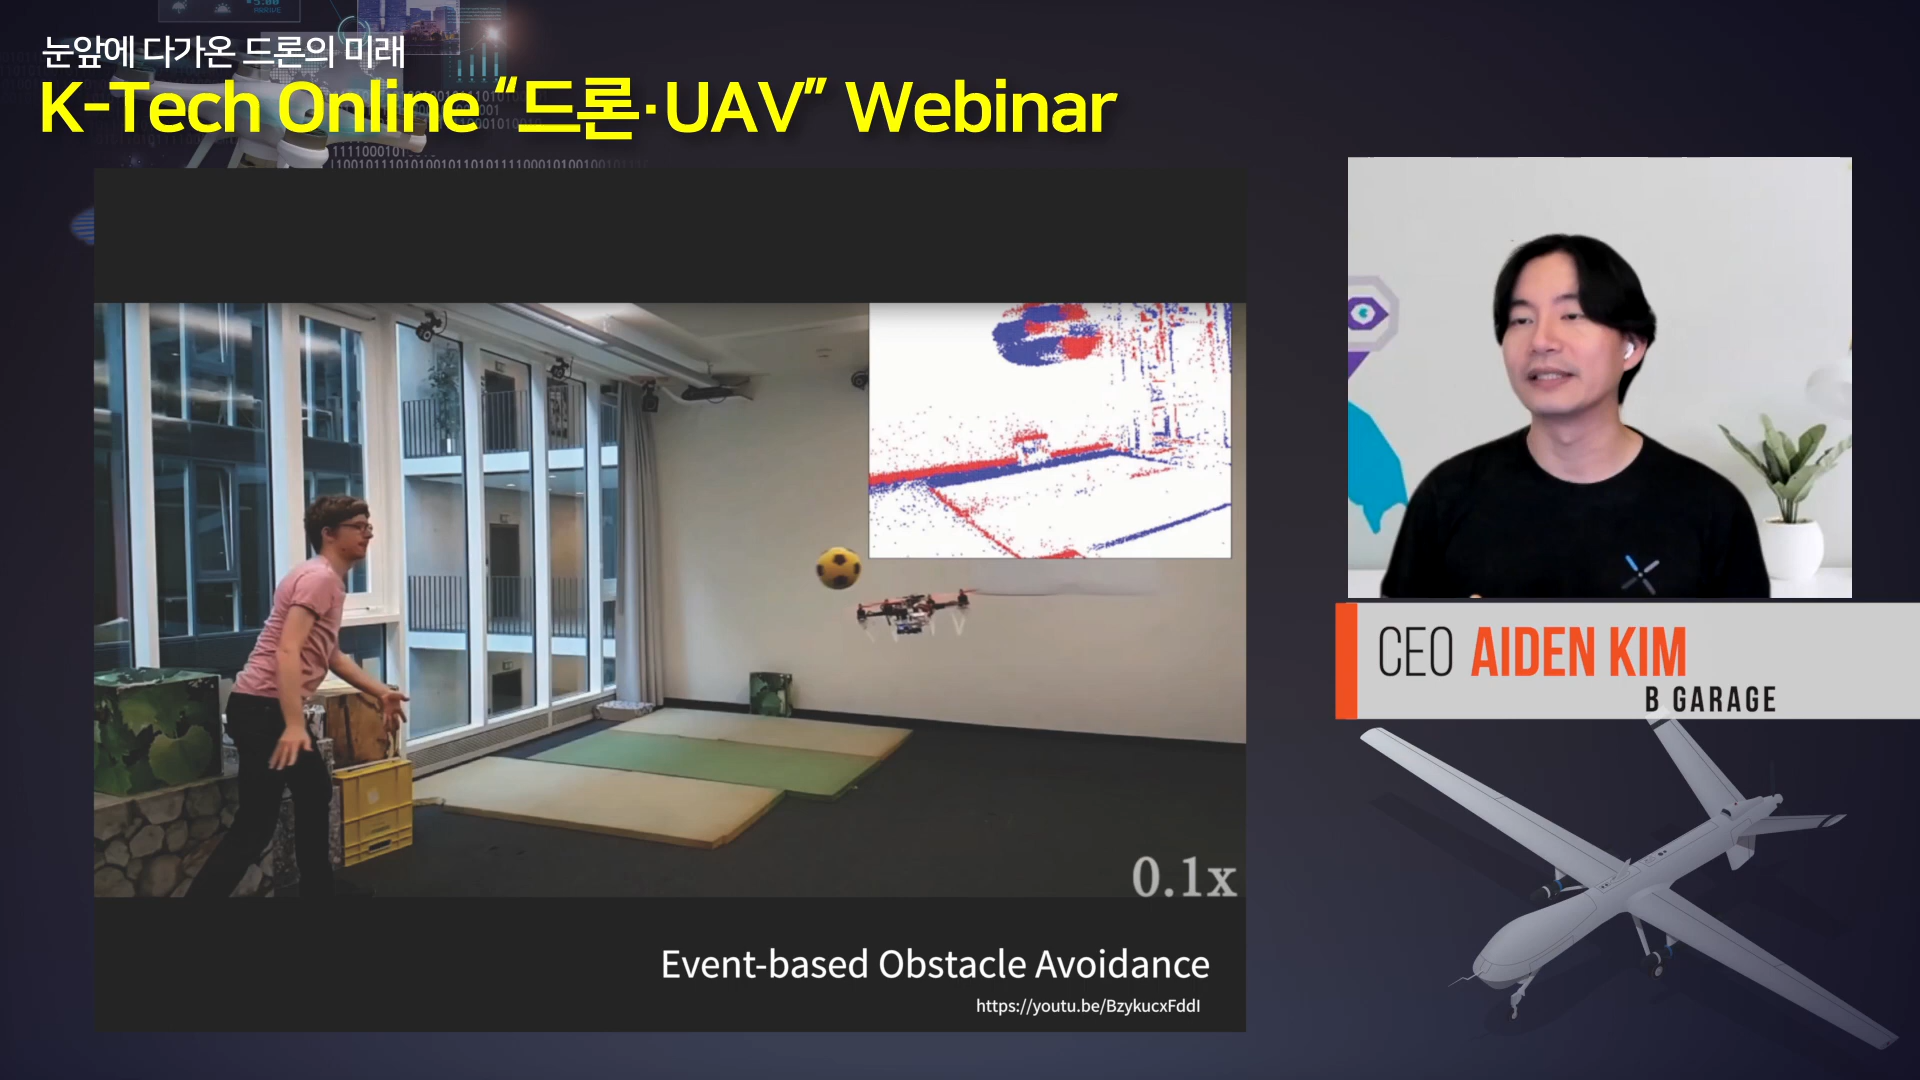 눈앞에 다가온 드론의 미래
K-Tech Online “드론·UAV” Webinar
0.1x
Event-based Obstacle Avoidance
https://youtu.be/BzykucxFddI
CEO AIDEN KIM
B GARAGE